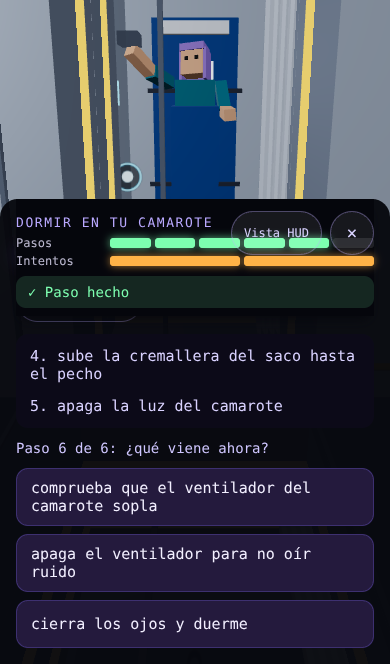 DORMIR EN TU CAMAROTE
Vista HUD
×
Pasos
Intentos
✓ Paso hecho
4. sube la cremallera del saco hasta
el pecho
5. apaga la luz del camarote
Paso 6 de 6: ¿qué viene ahora?
comprueba que el ventilador del
camarote sopla
apaga el ventilador para no oír
ruido
cierra los ojos y duerme